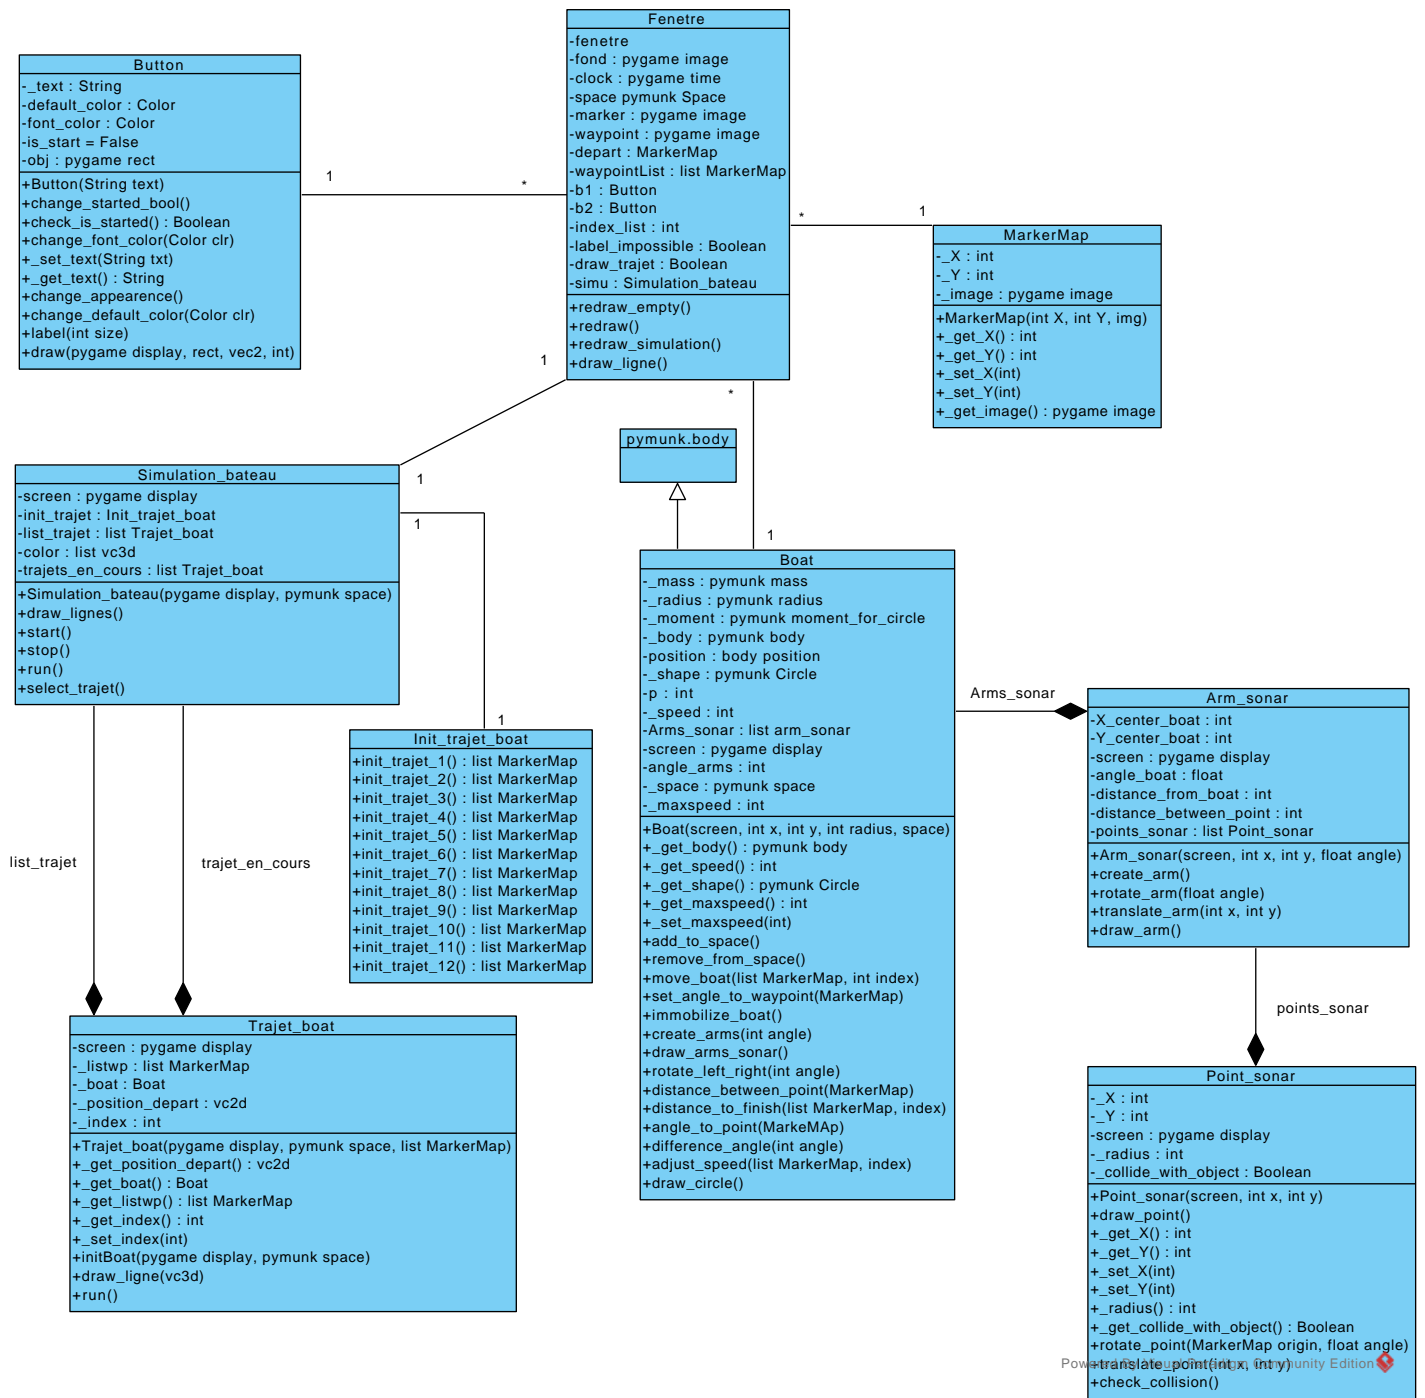 Fenetre
-fenetre
-fond : pygame image
-clock : pygame time
-space pymunk Space
-marker : pygame image
-waypoint : pygame image
-depart : MarkerMap
-waypointList : list MarkerMap
-b1 : Button
-b2 : Button
-index_list : int
-label_impossible : Boolean
-draw_trajet : Boolean
-simu : Simulation_bateau
+redraw_empty()
+redraw()
+redraw_simulation()
+draw_ligne()
Button
-_text : String
-default_color : Color
-font_color : Color
-is_start = False
-obj : pygame rect
+Button(String text)
+change_started_bool()
+check_is_started() : Boolean
+change_font_color(Color clr)
+_set_text(String txt)
+_get_text() : String
+change_appearence()
+change_default_color(Color clr)
+label(int size)
+draw(pygame display, rect, vec2, int)
1
*
*
1
MarkerMap
-_X : int
-_Y : int
-_image : pygame image
+MarkerMap(int X, int Y, img)
+_get_X() : int
+_get_Y() : int
+_set_X(int)
+_set_Y(int)
+_get_image() : pygame image
1
*
pymunk.body
Simulation_bateau
-screen : pygame display
-init_trajet : Init_trajet_boat
-list_trajet : list Trajet_boat
-color : list vc3d
-trajets_en_cours : list Trajet_boat
+Simulation_bateau(pygame display, pymunk space)
+draw_lignes()
+start()
+stop()
+run()
+select_trajet()
1
1
1
1
Init_trajet_boat
+init_trajet_1() : list MarkerMap
+init_trajet_2() : list MarkerMap
+init_trajet_3() : list MarkerMap
+init_trajet_4() : list MarkerMap
+init_trajet_5() : list MarkerMap
+init_trajet_6() : list MarkerMap
+init_trajet_7() : list MarkerMap
+init_trajet_8() : list MarkerMap
+init_trajet_9() : list MarkerMap
+init_trajet_10() : list MarkerMap
+init_trajet_11() : list MarkerMap
+init_trajet_12() : list MarkerMap
Boat
-_mass : pymunk mass
-_radius : pymunk radius
-_moment : pymunk moment_for_circle
-_body : pymunk body
-position : body position
-_shape : pymunk Circle
-p : int
-_speed : int
-Arms_sonar : list arm_sonar
-screen : pygame display
-angle_arms : int
-_space : pymunk space
-_maxspeed : int
+Boat(screen, int x, int y, int radius, space)
+_get_body() : pymunk body
+_get_speed() : int
+_get_shape() : pymunk Circle
+_get_maxspeed() : int
+_set_maxspeed(int)
+add_to_space()
+remove_from_space()
+move_boat(list MarkerMap, int index)
+set_angle_to_waypoint(MarkerMap)
+immobilize_boat()
+create_arms(int angle)
+draw_arms_sonar()
+rotate_left_right(int angle)
+distance_between_point(MarkerMap)
+distance_to_finish(list MarkerMap, index)
+angle_to_point(MarkeMAp)
+difference_angle(int angle)
+adjust_speed(list MarkerMap, index)
+draw_circle()
Arms_sonar
Arm_sonar
-X_center_boat : int
-Y_center_boat : int
-screen : pygame display
-angle_boat : float
-distance_from_boat : int
-distance_between_point : int
-points_sonar : list Point_sonar
+Arm_sonar(screen, int x, int y, float angle)
+create_arm()
+rotate_arm(float angle)
+translate_arm(int x, int y)
+draw_arm()
list_trajet
trajet_en_cours
points_sonar
Trajet_boat
-screen : pygame display
-_listwp : list MarkerMap
-_boat : Boat
-_position_depart : vc2d
-_index : int
+Trajet_boat(pygame display, pymunk space, list MarkerMap)
+_get_position_depart() : vc2d
+_get_boat() : Boat
+_get_listwp() : list MarkerMap
+_get_index() : int
+_set_index(int)
+initBoat(pygame display, pymunk space)
+draw_ligne(vc3d)
+run()
Point_sonar
-_X : int
-_Y : int
-screen : pygame display
-_radius : int
-_collide_with_object : Boolean
+Point_sonar(screen, int x, int y)
+draw_point()
+_get_X() : int
+_get_Y() : int
+_set_X(int)
+_set_Y(int)
+_radius() : int
+_get_collide_with_object() : Boolean
+rotate_point(MarkerMap origin, float angle)
+translate_point(int x, int y)
+check_collision()
Powered By Visual Paradigm Community Edition